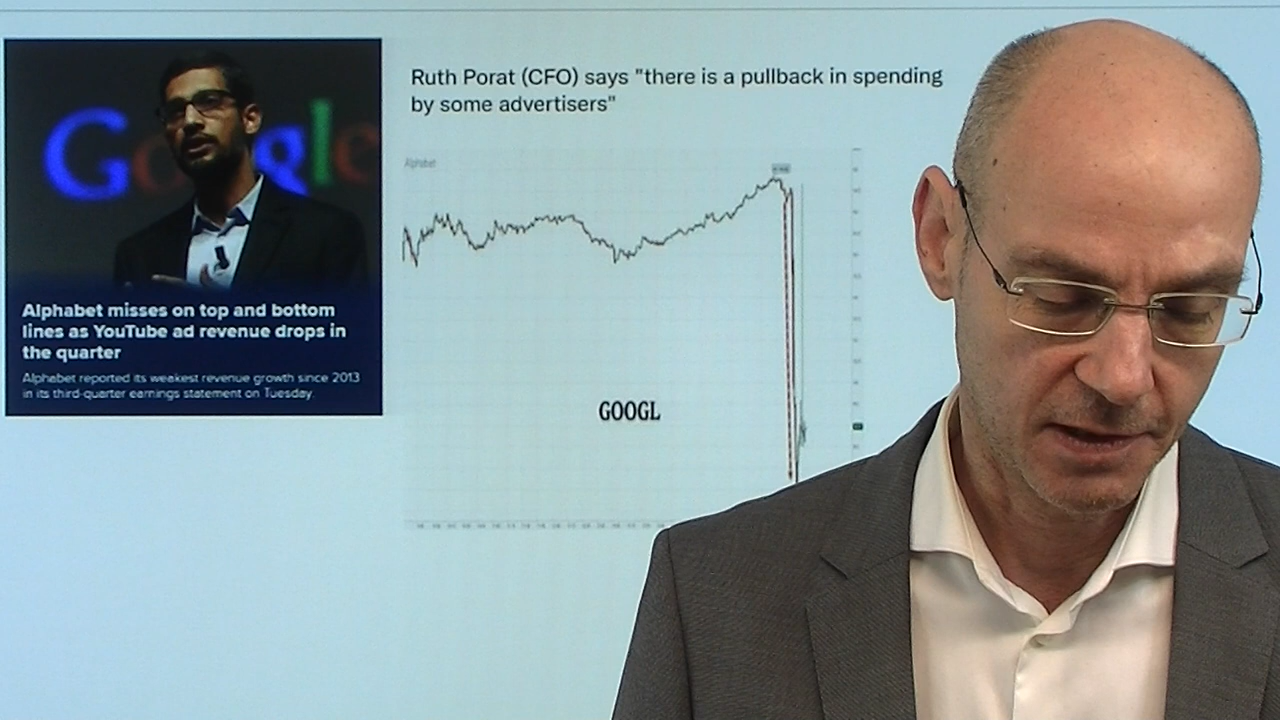 Google
Alphabet misses on top and bottom
lines as YouTube ad revenue drops in
the quarter
Alphabet reported its weakest revenue growth since 2013
in its third-quarter earnings statement on Tuesday.
Ruth Porat (CFO) says "there is a pullback in spending
by some advertisers"
Alphabet
GOOGL